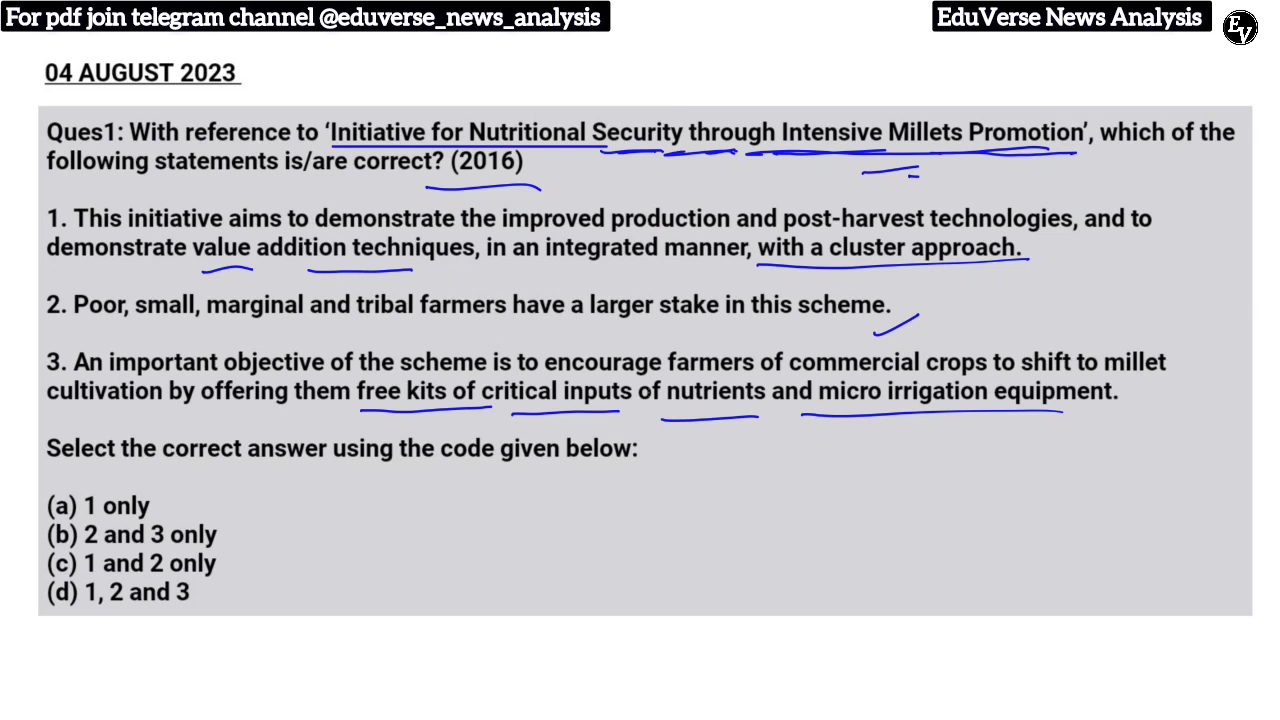 For pdf join telegram channel @eduverse_news_analysis
EduVerse News Analysis
EV
04 AUGUST 2023
Ques1: With reference to ‘Initiative for Nutritional Security through Intensive Millets Promotion’, which of the
following statements is/are correct? (2016)
1. This initiative aims to demonstrate the improved production and post-harvest technologies, and to
demonstrate value addition techniques, in an integrated manner, with a cluster approach.
2. Poor, small, marginal and tribal farmers have a larger stake in this scheme.
3. An important objective of the scheme is to encourage farmers of commercial crops to shift to millet
cultivation by offering them free kits of critical inputs of nutrients and micro irrigation equipment.
Select the correct answer using the code given below:
(a) 1 only
(b) 2 and 3 only
(c) 1 and 2 only
(d) 1, 2 and 3